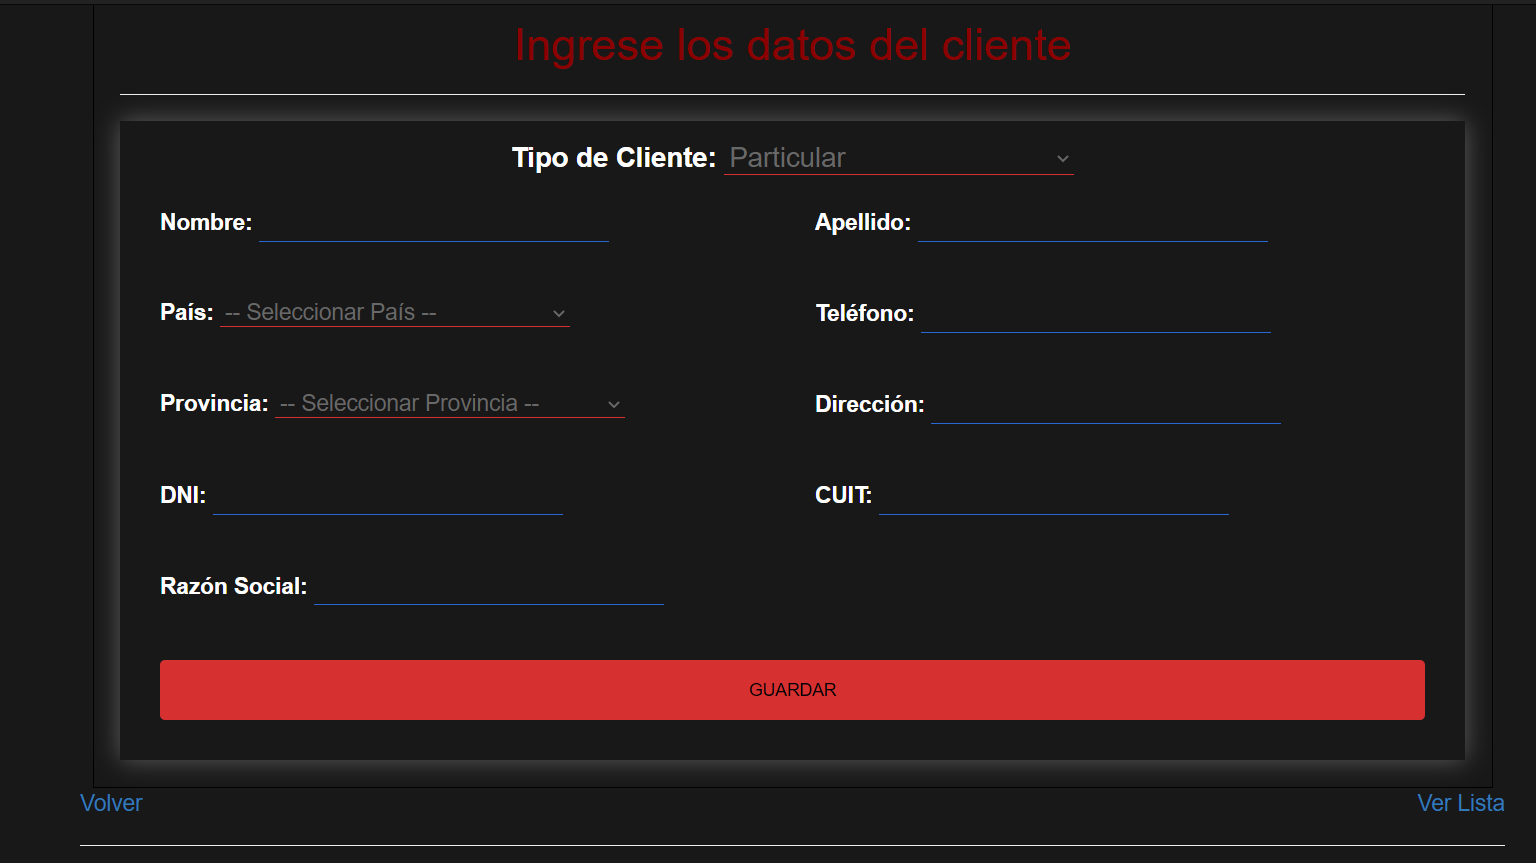 Ingrese los datos del cliente
Tipo de Cliente: Particular
Nombre:
Apellido:
País: -- Seleccionar País --
Teléfono:
Provincia: -- Seleccionar Provincia --
Dirección:
DNI:
CUIT:
Razón Social:
GUARDAR
Volver
Ver Lista